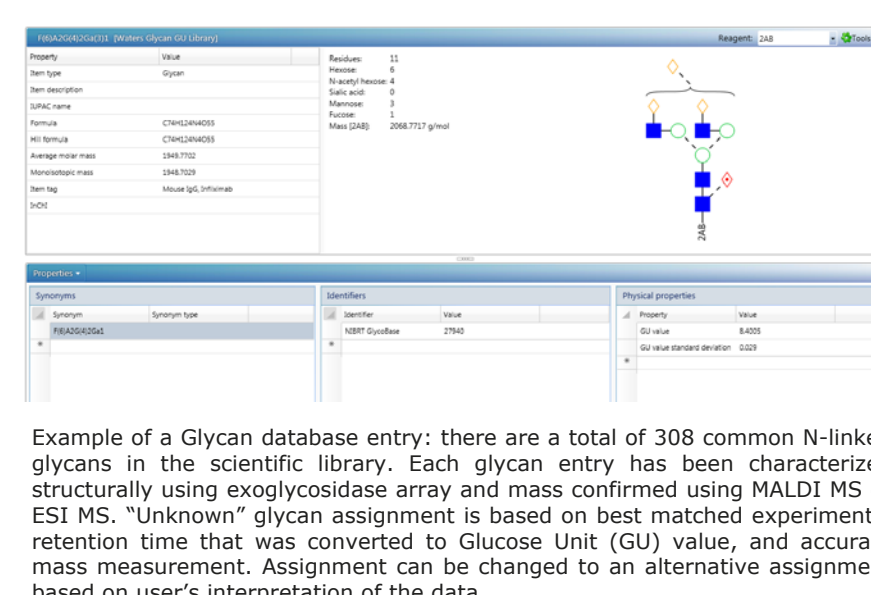 F(6)A2G(4)2Ga(3)1 [Waters Glycan GU Library]
Reagent: 2AB
Tools
Property Value
Item type Glycan
Item description
IUPAC name
Formula C74H124N4O55
Hill formula C74H124N4O55
Average molar mass 1949.7702
Monoisotopic mass 1948.7029
Item tag Mouse IgG, Infliximab
InChI
Residues: 11
Hexose: 6
N-acetyl hexose: 4
Sialic acid: 0
Mannose: 3
Fucose: 1
Mass [2AB]: 2068.7717 g/mol
2AB
Properties
Synonyms
Synonym Synonym type
F(6)A2G(4)2Ga1
Identifiers
Identifier Value
NIBRT GlycoBase 27940
Physical properties
Property Value
GU value 8.4005
GU value standard deviation 0.029
Example of a Glycan database entry: there are a total of 308 common N-linke
glycans in the scientific library. Each glycan entry has been characterize
structurally using exoglycosidase array and mass confirmed using MALDI MS
ESI MS. “Unknown” glycan assignment is based on best matched experiment
retention time that was converted to Glucose Unit (GU) value, and accura
mass measurement. Assignment can be changed to an alternative assignme
based on user’s interpretation of the data